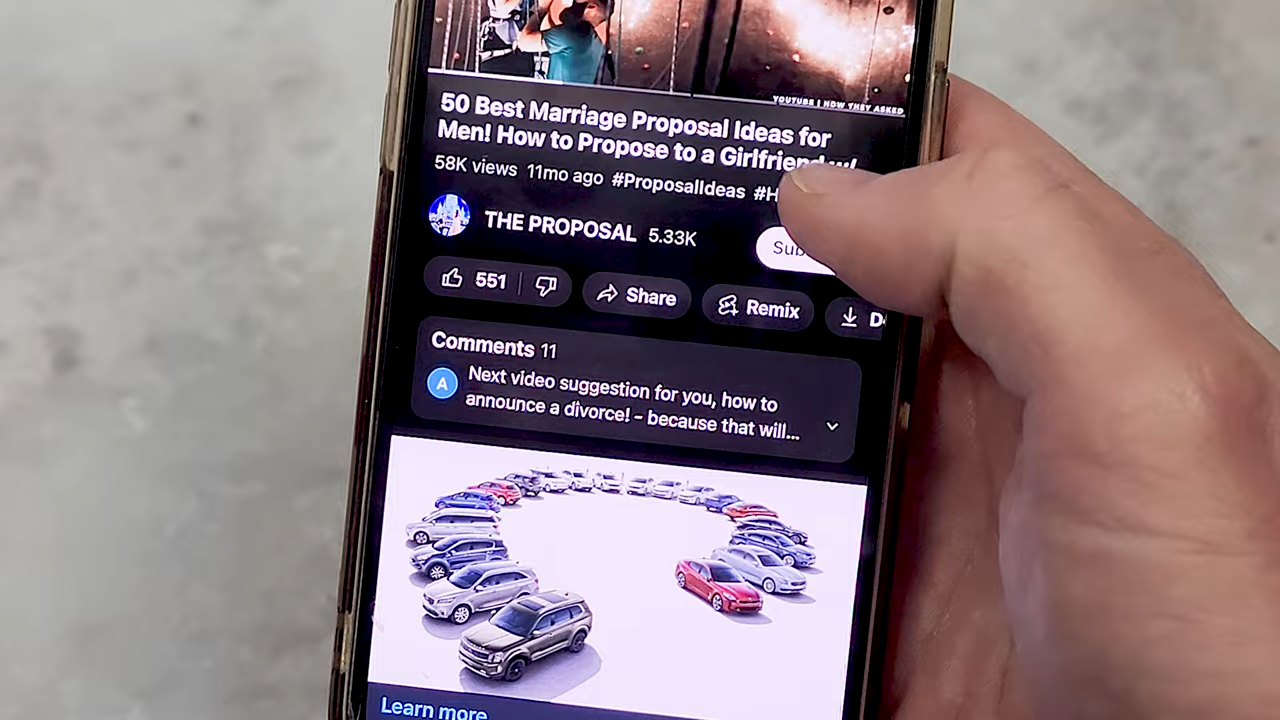 YOUTUBE | HOW THEY ASKED
50 Best Marriage Proposal Ideas for
Men! How to Propose to a Girlfriend w/
58K views 11mo ago #ProposalIdeas #H
THE PROPOSAL 5.33K
Sub
551
Share
Remix
D
Comments 11
A
Next video suggestion for you, how to
announce a divorce! - because that will...
Learn more